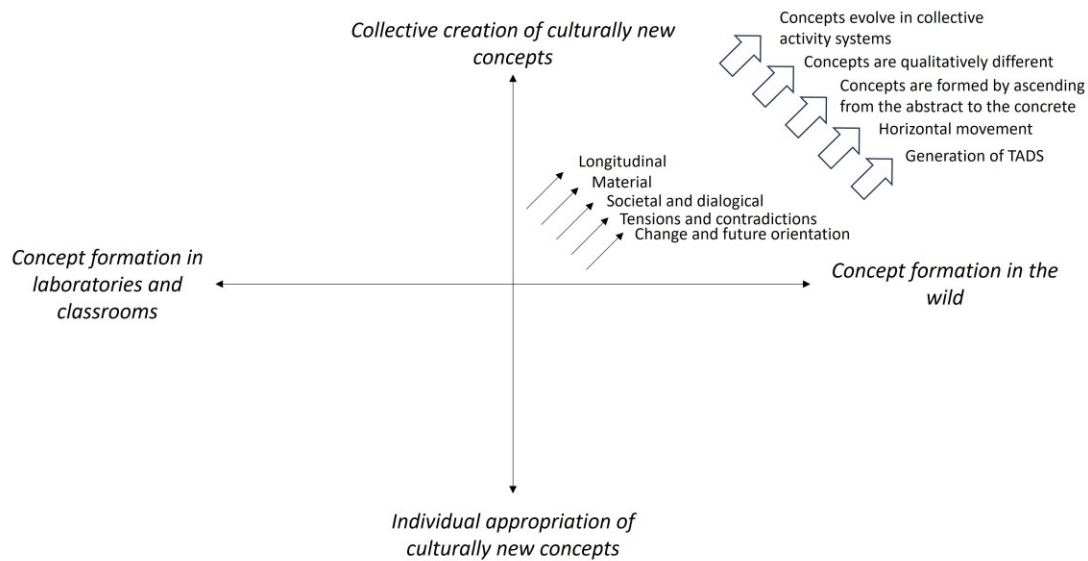 Collective creation of culturally new
concepts
Concepts evolve in collective
activity systems
Concepts are qualitatively different
Concepts are formed by ascending
from the abstract to the concrete
Horizontal movement
Generation of TADS
Longitudinal
Material
Societal and dialogical
Tensions and contradictions
Change and future orientation
Concept formation in
laboratories and
classrooms
Concept formation in the
wild
Individual appropriation of
culturally new concepts